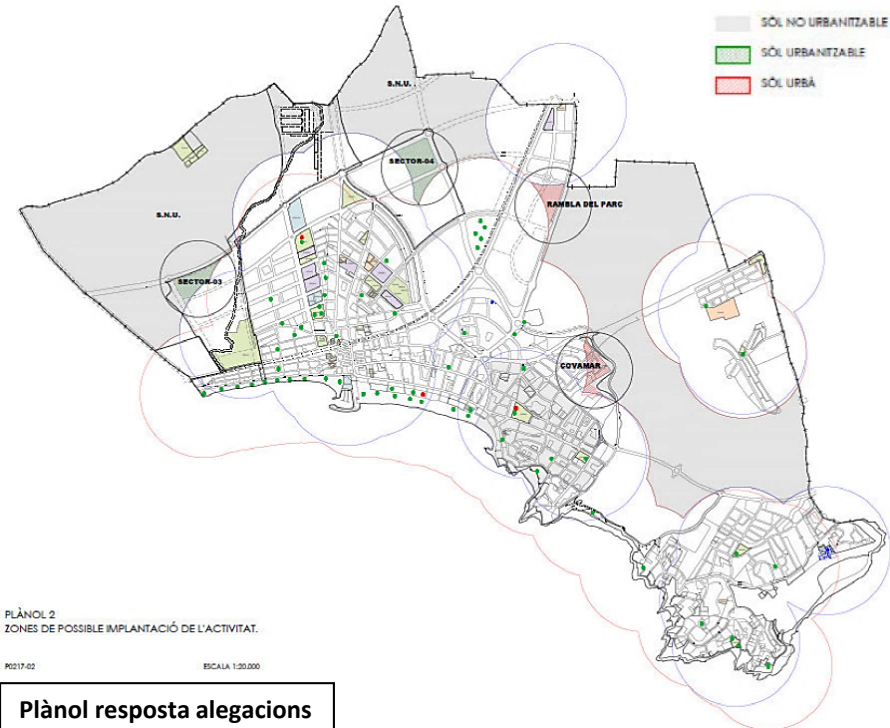 SÒL NO URBANITZABLE
SÒL URBANITZABLE
SÒL URBÀ
S.N.U.
SECTOR-04
RAMBLA DEL PARC
S.N.U.
SECTOR-03
COVAMAR
PLÀNOL 2
ZONES DE POSSIBLE IMPLANTACIÓ DE L'ACTIVITAT.
P0217-02
ESCALA 1:20.000
Plànol resposta alegacions